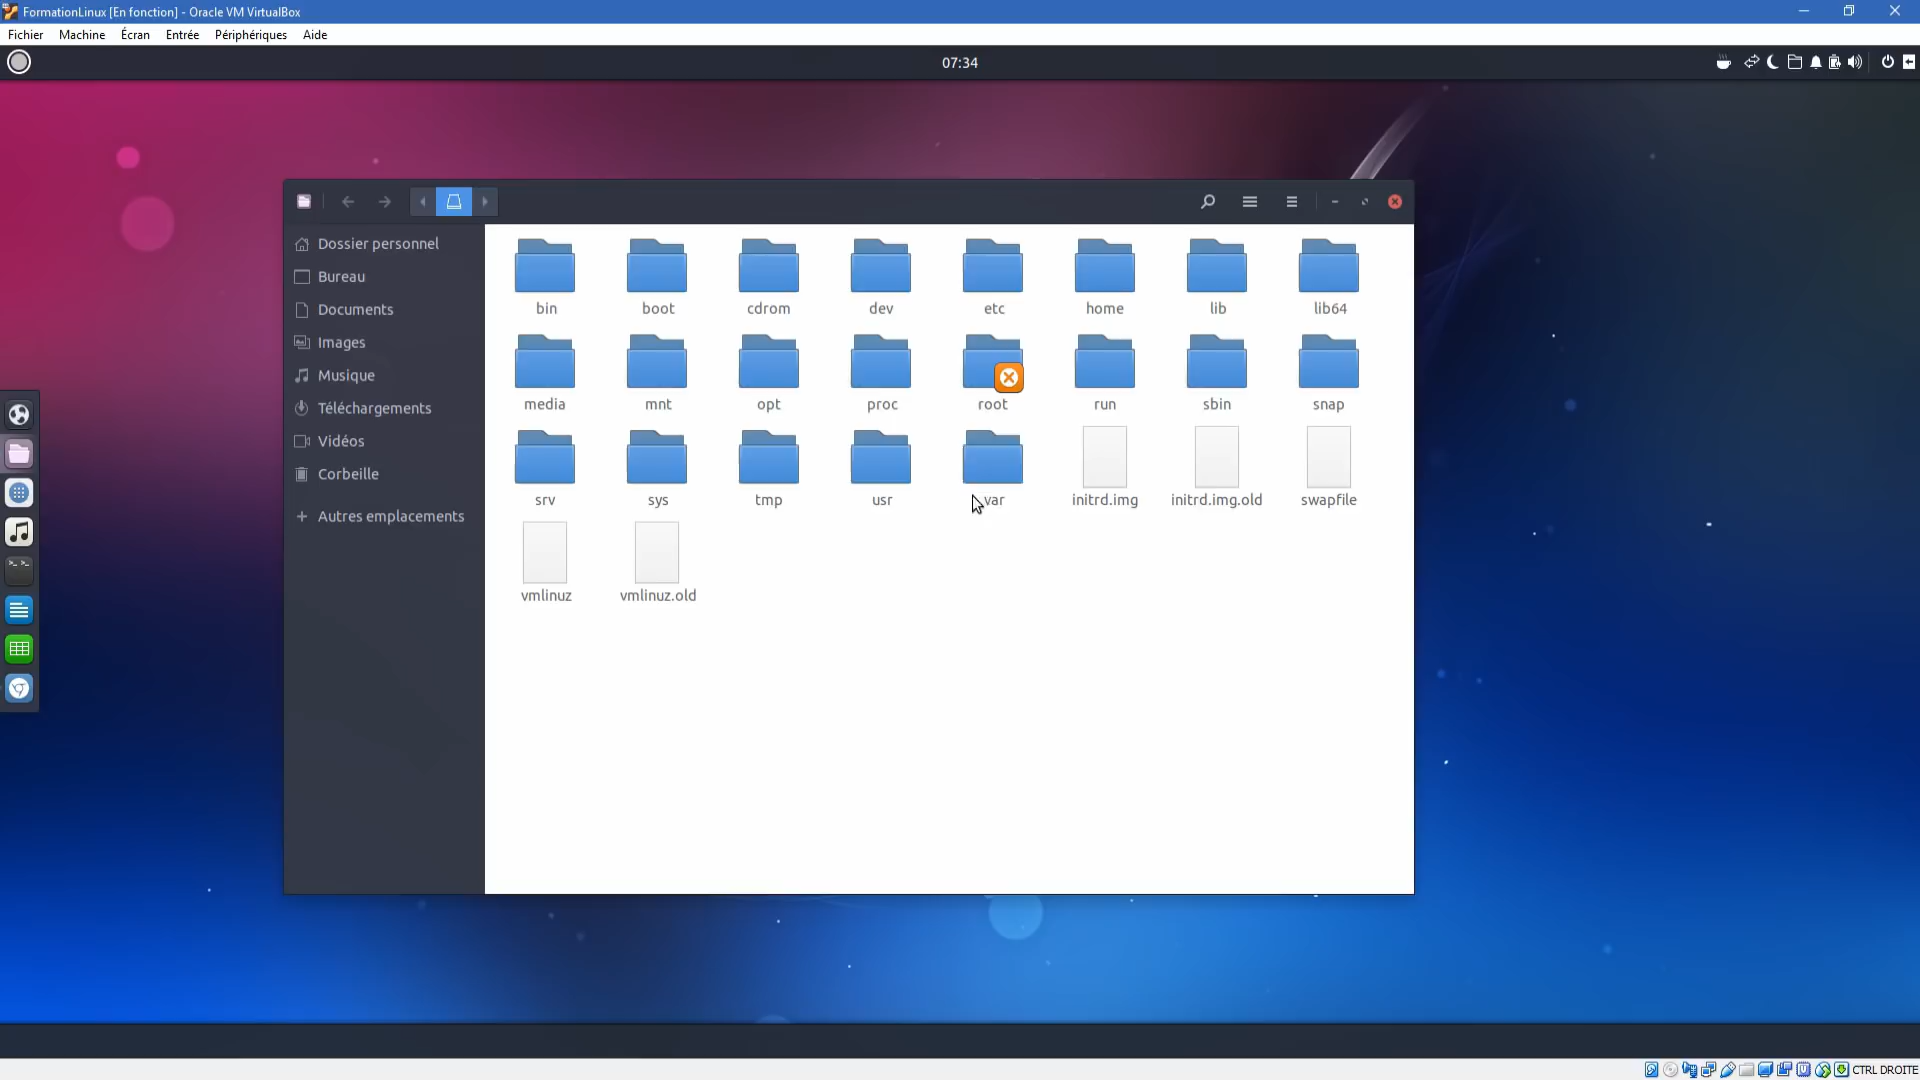 FormationLinux [En fonction] - Oracle VM VirtualBox
Fichier Machine Écran Entrée Périphériques Aide
07:34
Dossier personnel
Bureau
Documents
Images
Musique
Téléchargements
Vidéos
Corbeille
+ Autres emplacements
bin boot cdrom dev etc home lib lib64
media mnt opt proc root run sbin snap
srv sys tmp usr var initrd.img initrd.img.old swapfile
vmlinuz vmlinuz.old
CTRL DROITE